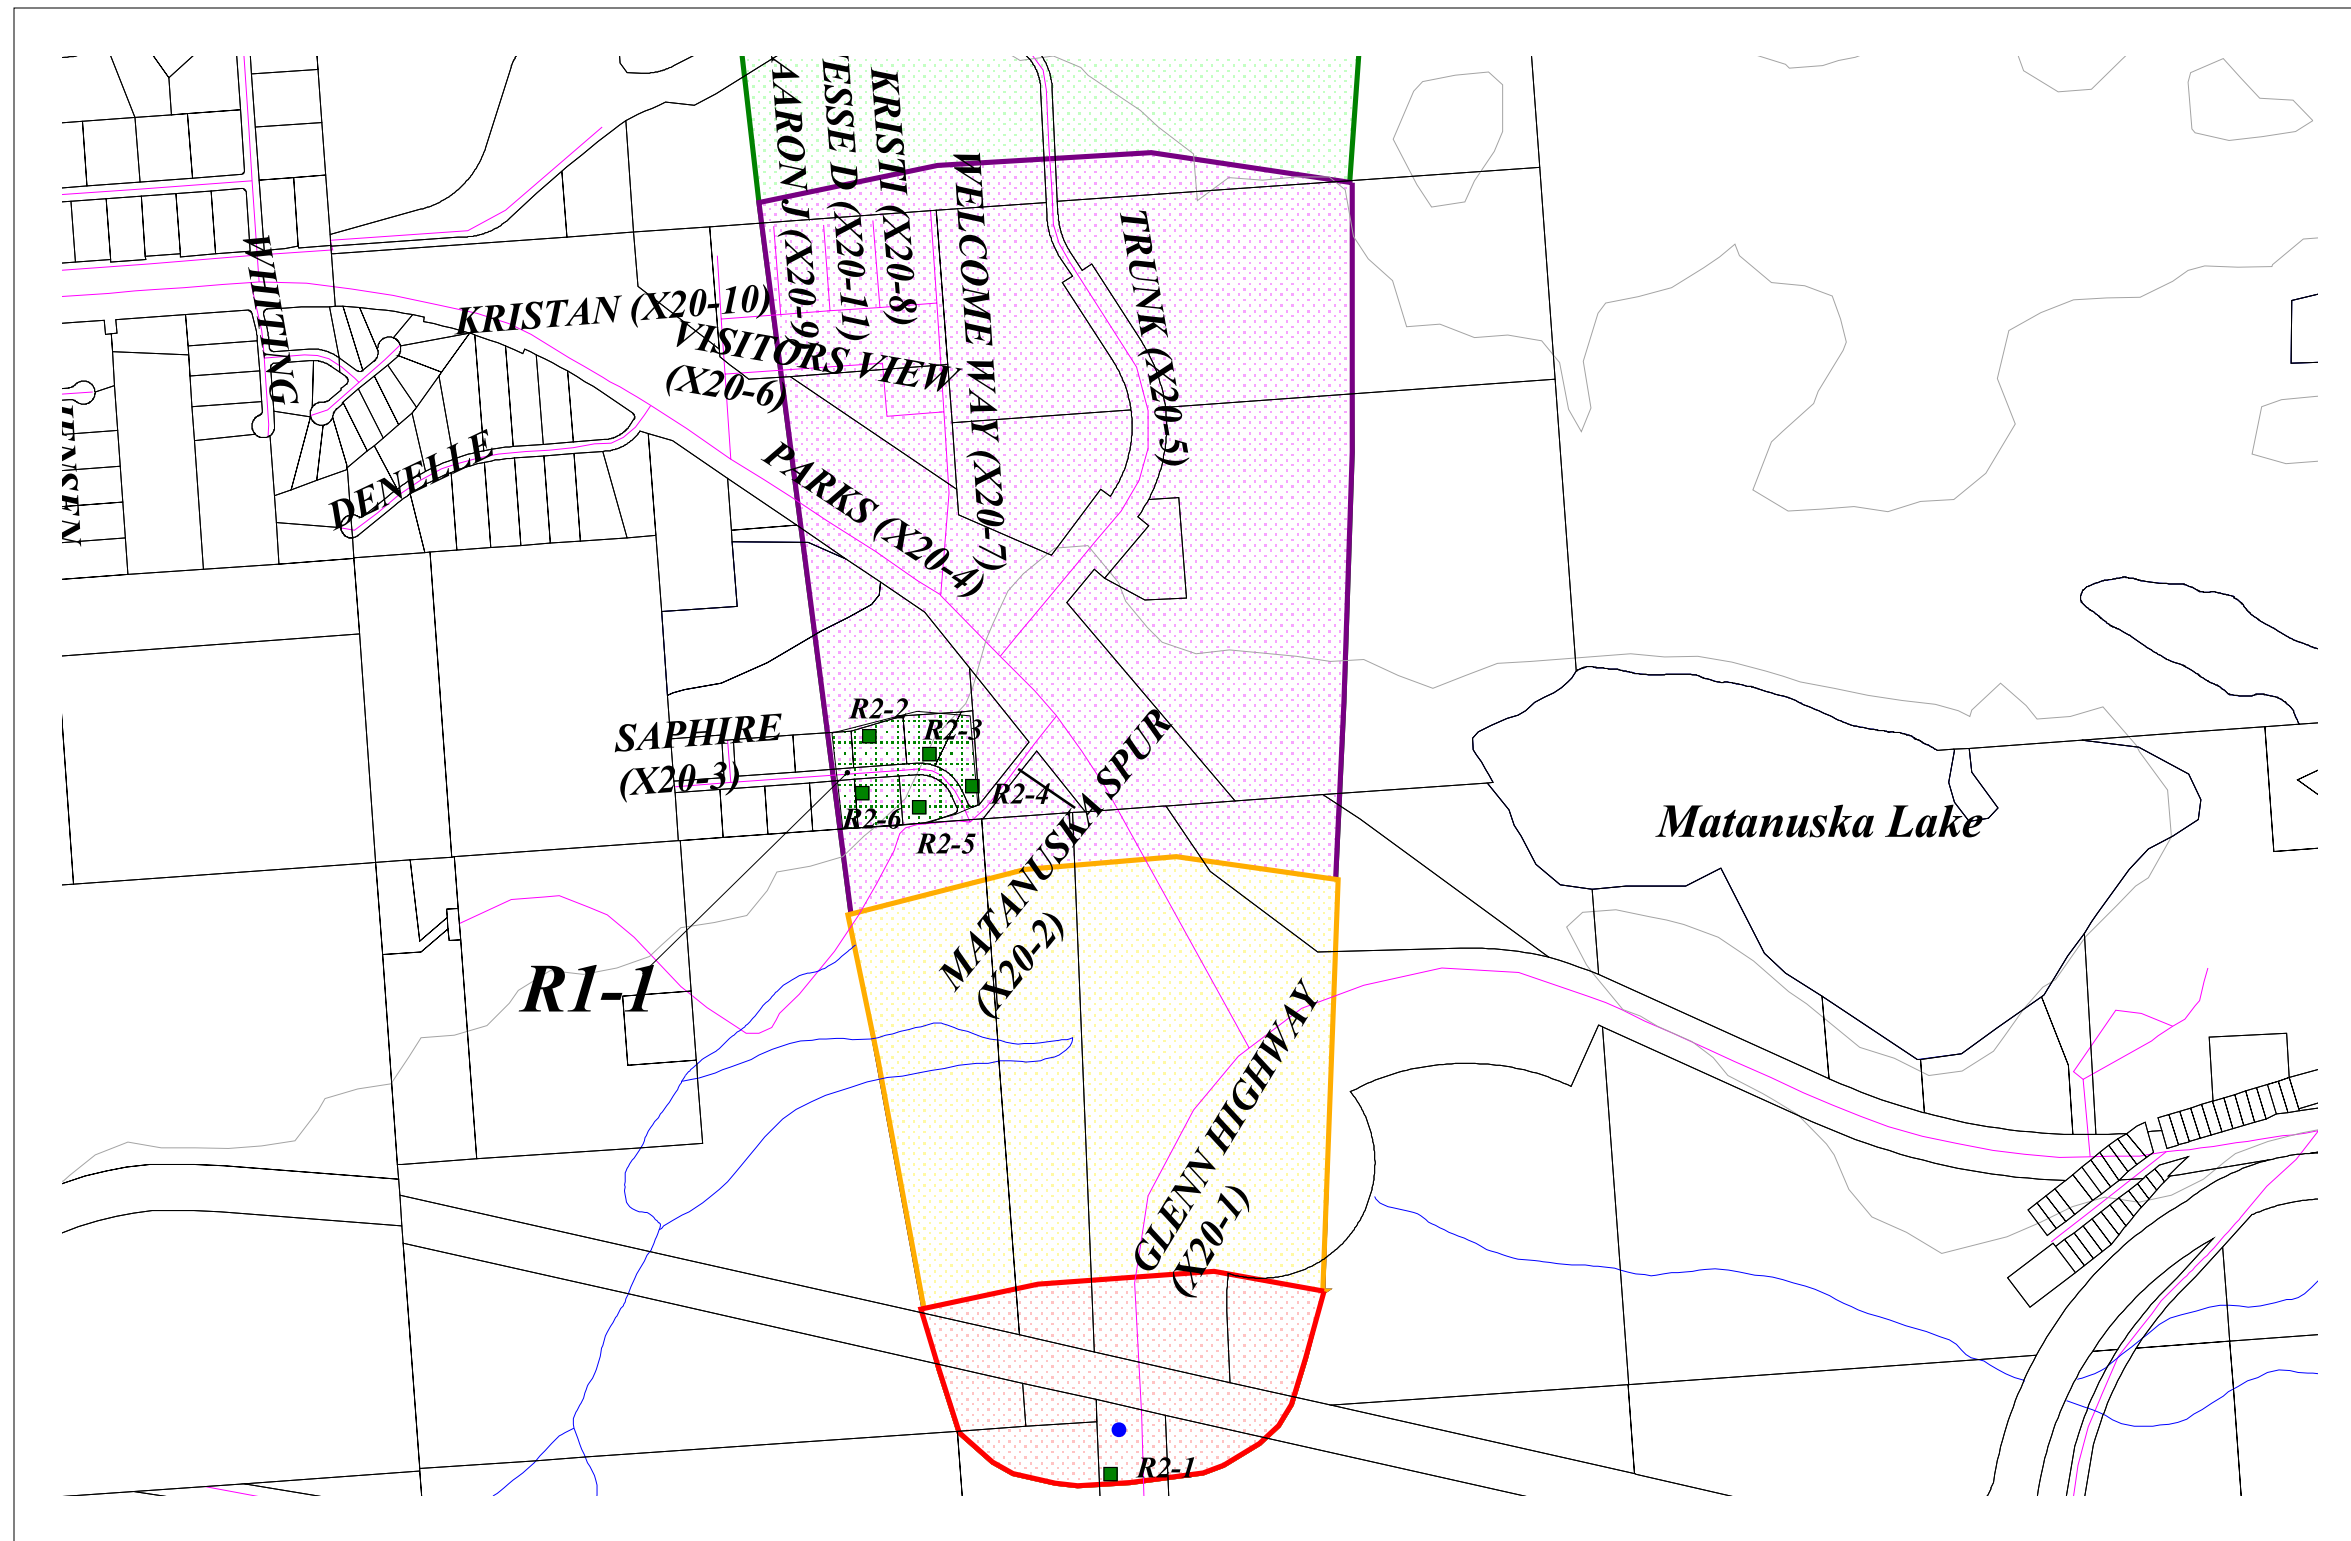 AARON J (X20-9)
ESSE D (X20-11)
KRISTI (X20-8)
WELCOME WAY (X20-7)
TRUNK (X20-5)
WHITING
KRISTAN (X20-10)
VISITORS VIEW
(X20-6)
PARKS (X20-4)
DENELLE
SAPHIRE
(X20-3)
R2-2
R2-3
R2-4
R2-6
R2-5
MATANUSKA SPUR
(X20-2)
Matanuska Lake
R1-1
GLENN HIGHWAY
(X20-1)
R2-1